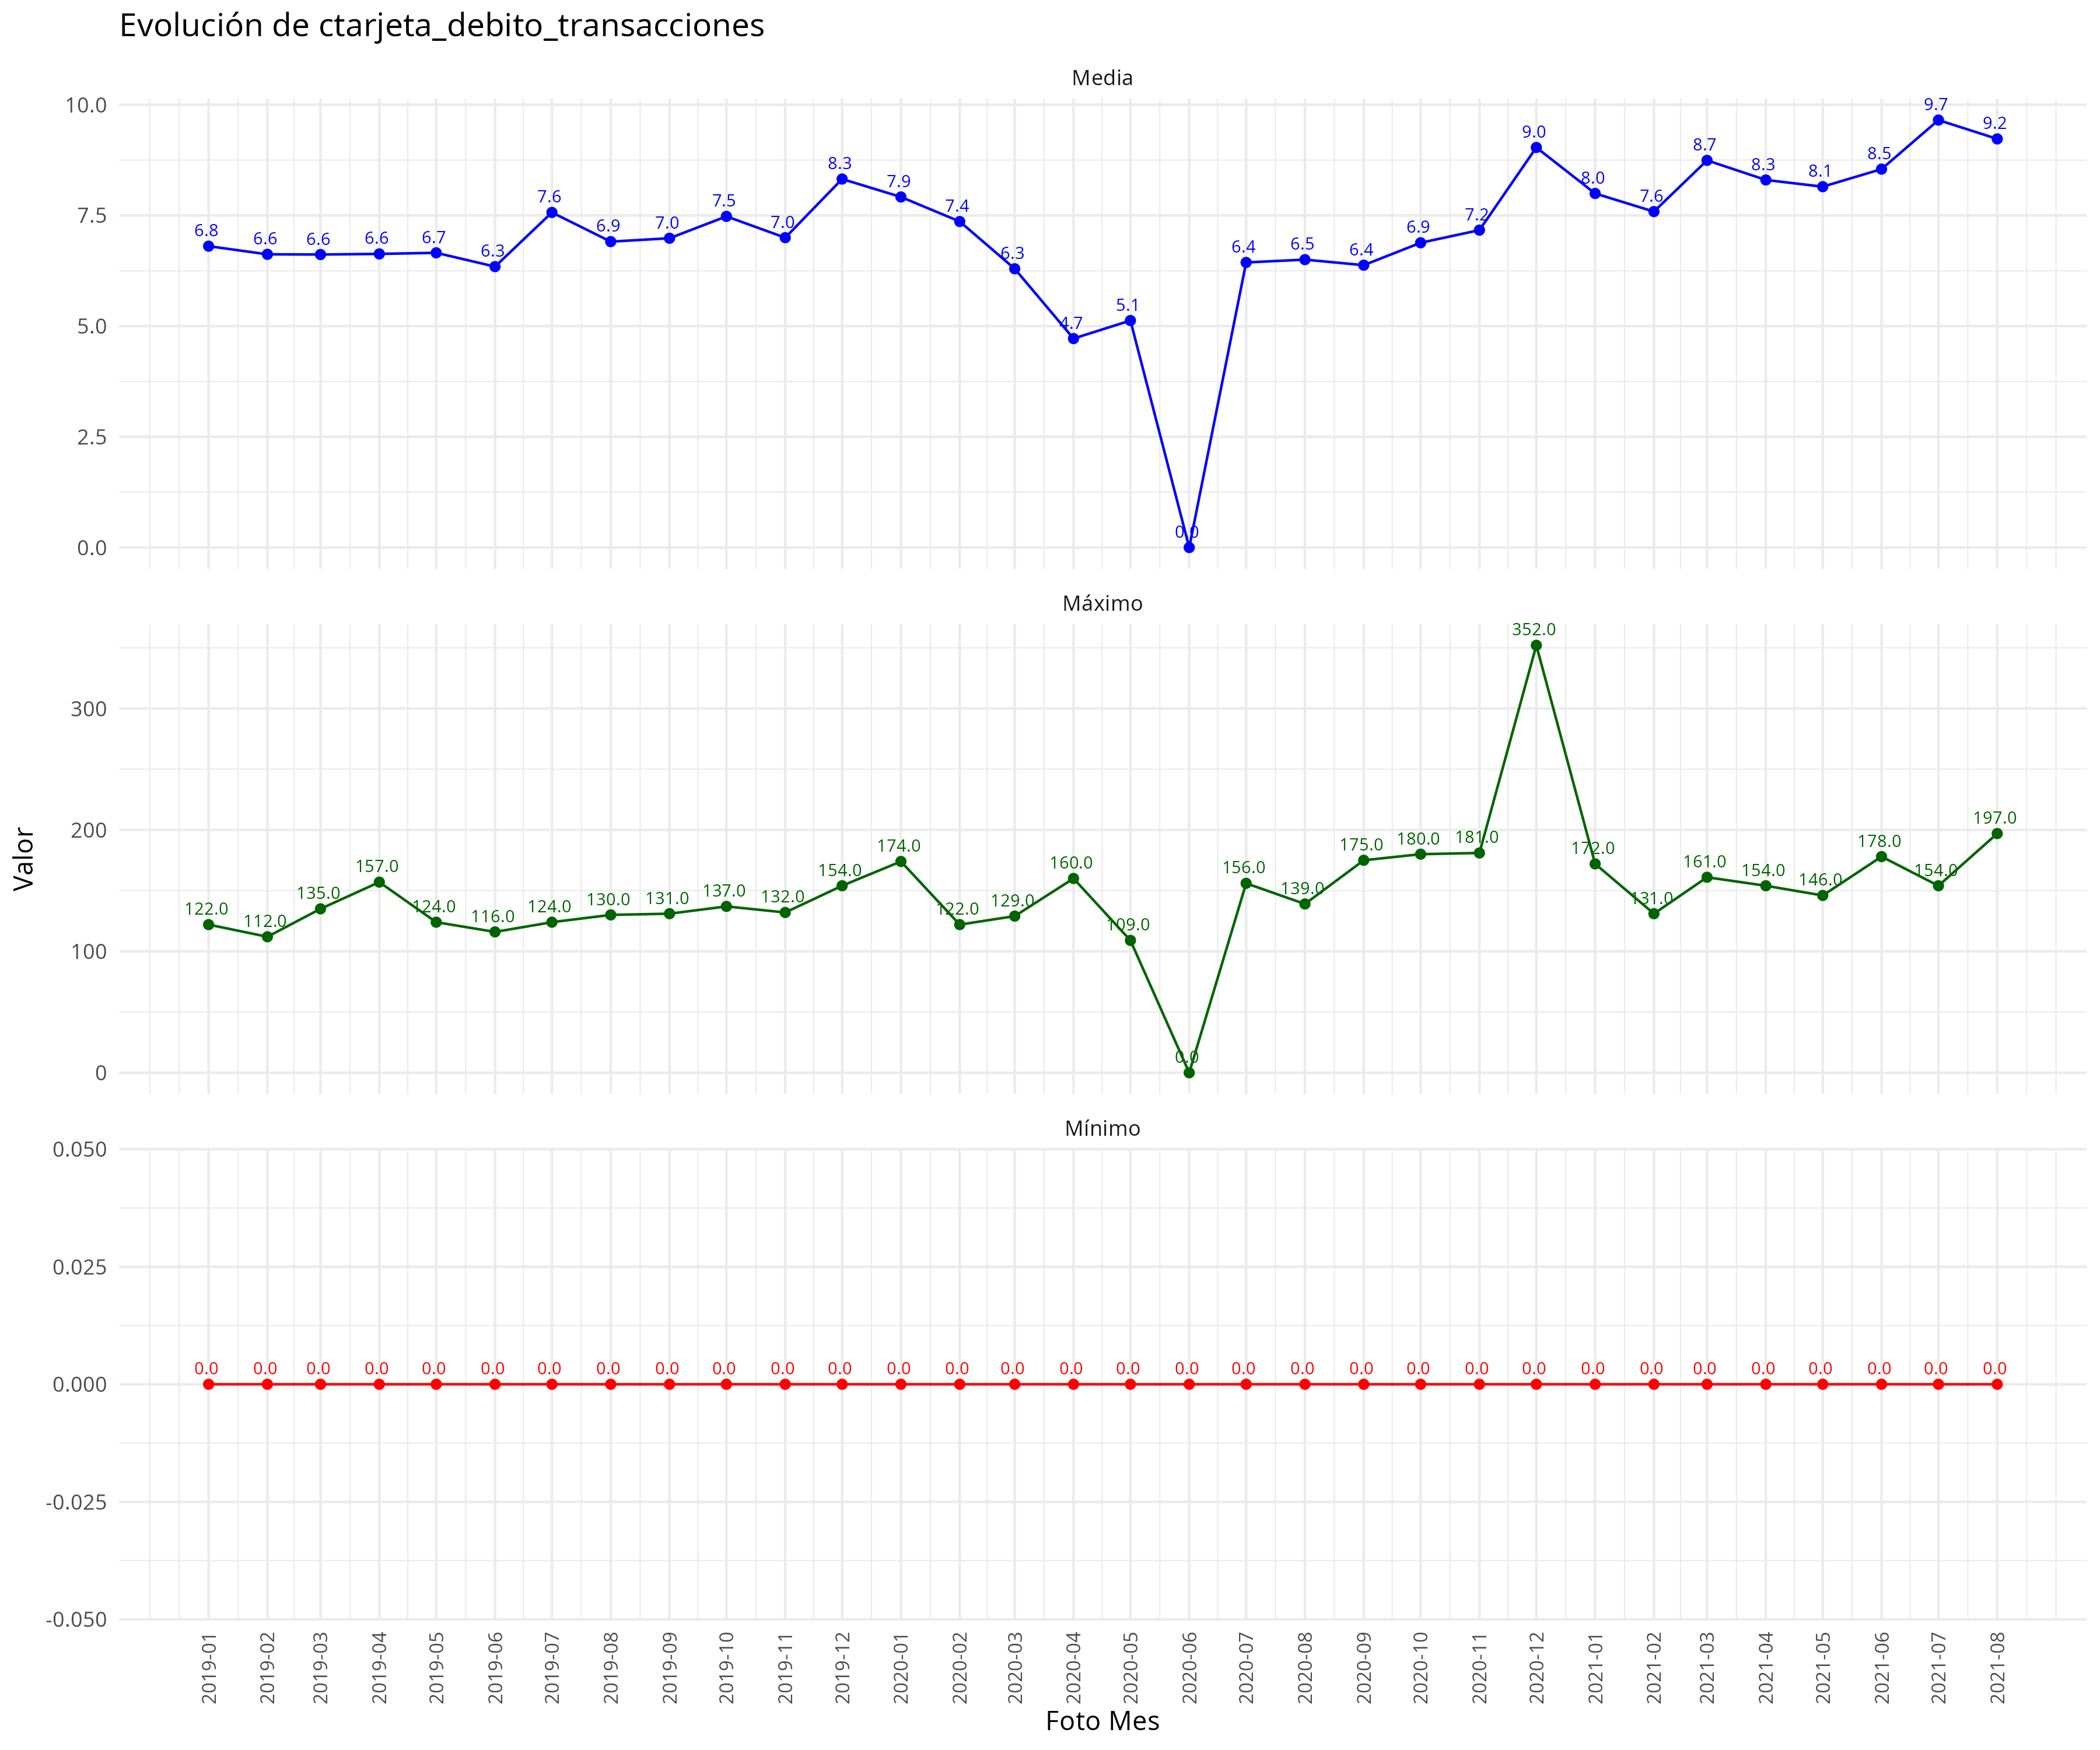 Evolución de ctarjeta_debito_transacciones
Media
10.0
7.5
5.0
2.5
0.0
6.8 6.6 6.6 6.6 6.7 6.3 7.6 6.9 7.0 7.5 7.0 8.3 7.9 7.4 6.3 4.7 5.1 0.0 6.4 6.5 6.4 6.9 7.2 9.0 8.0 7.6 8.7 8.3 8.1 8.5 9.7 9.2
Máximo
300
200
100
0
122.0 112.0 135.0 157.0 124.0 116.0 124.0 130.0 131.0 137.0 132.0 154.0 174.0 122.0 129.0 160.0 109.0 0.0 156.0 139.0 175.0 180.0 181.0 352.0 172.0 131.0 161.0 154.0 146.0 178.0 154.0 197.0
Valor
Mínimo
0.050
0.025
0.000
-0.025
-0.050
0.0 0.0 0.0 0.0 0.0 0.0 0.0 0.0 0.0 0.0 0.0 0.0 0.0 0.0 0.0 0.0 0.0 0.0 0.0 0.0 0.0 0.0 0.0 0.0 0.0 0.0 0.0 0.0 0.0 0.0 0.0 0.0
2019-01 2019-02 2019-03 2019-04 2019-05 2019-06 2019-07 2019-08 2019-09 2019-10 2019-11 2019-12 2020-01 2020-02 2020-03 2020-04 2020-05 2020-06 2020-07 2020-08 2020-09 2020-10 2020-11 2020-12 2021-01 2021-02 2021-03 2021-04 2021-05 2021-06 2021-07 2021-08
Foto Mes